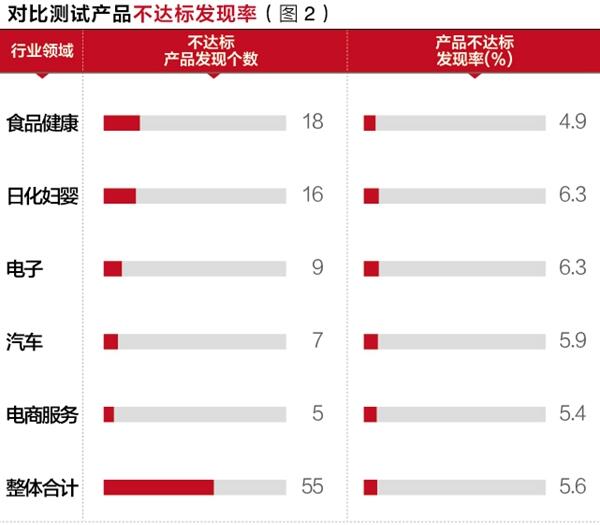 对比测试产品不达标发现率（图2）
行业领域
不达标
产品发现个数
产品不达标
发现率(%)
食品健康 18 4.9
日化妇婴 16 6.3
电子 9 6.3
汽车 7 5.9
电商服务 5 5.4
整体合计 55 5.6